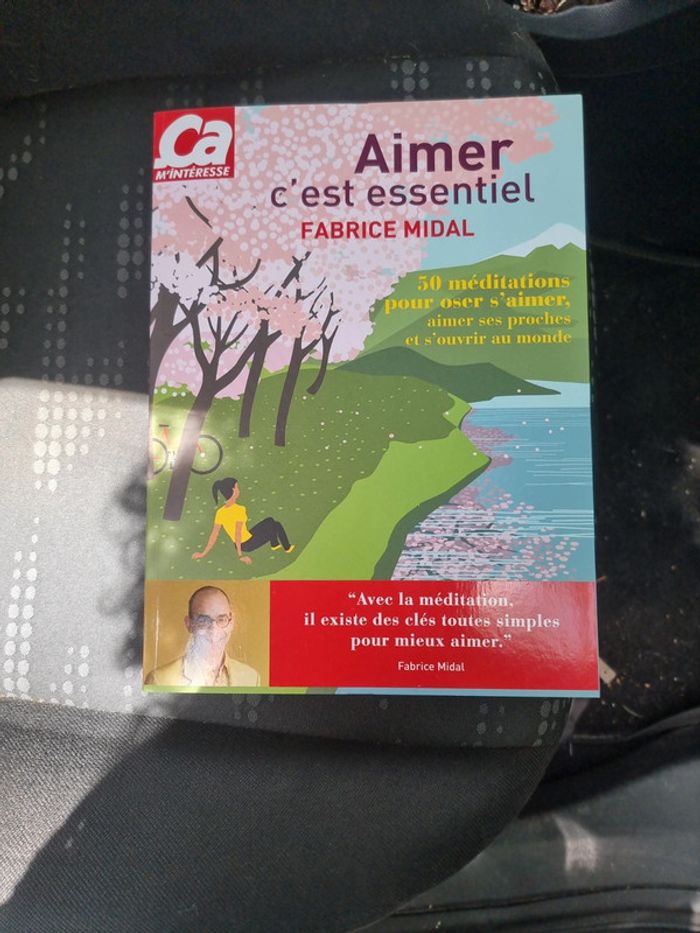 Ça
M'INTÉRESSE
Aimer
c'est essentiel
FABRICE MIDAL
50 méditations
pour oser s'aimer,
aimer ses proches
et s'ouvrir au monde
“Avec la méditation,
il existe des clés toutes simples
pour mieux aimer.”
Fabrice Midal